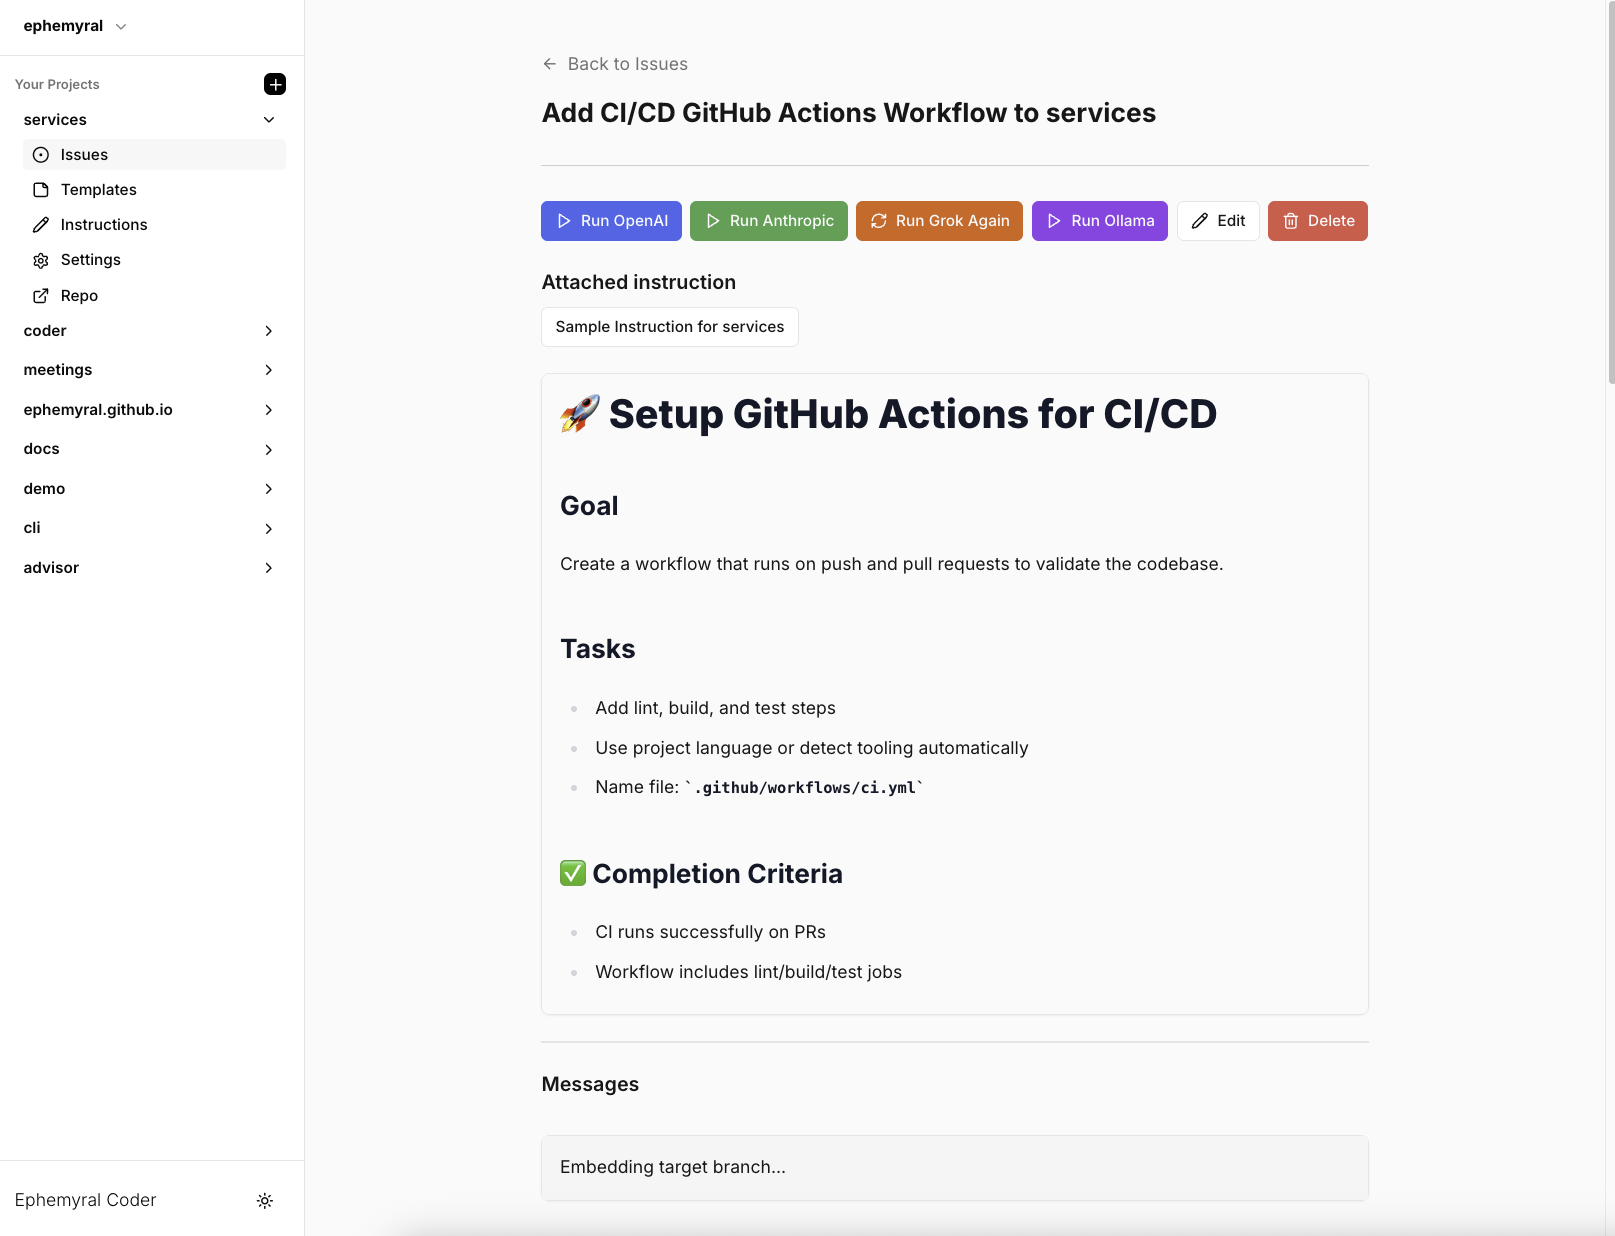 ephemyral
Your Projects
services
Issues
Templates
Instructions
Settings
Repo
coder
meetings
ephemyral.github.io
docs
demo
cli
advisor
Ephemyral Coder
Back to Issues
Add CI/CD GitHub Actions Workflow to services
Run OpenAI Run Anthropic Run Grok Again Run Ollama Edit Delete
Attached instruction
Sample Instruction for services
🚀 Setup GitHub Actions for CI/CD
Goal
Create a workflow that runs on push and pull requests to validate the codebase.
Tasks
Add lint, build, and test steps
Use project language or detect tooling automatically
Name file: `.github/workflows/ci.yml`
✅ Completion Criteria
CI runs successfully on PRs
Workflow includes lint/build/test jobs
Messages
Embedding target branch...